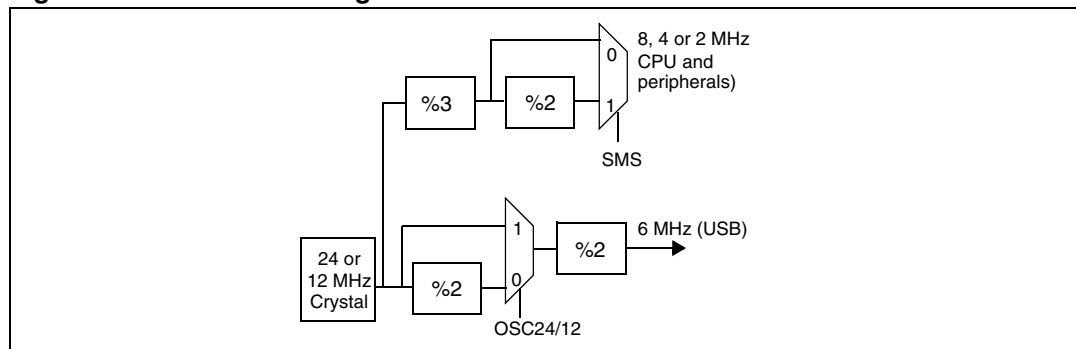 8, 4 or 2 MHz
CPU and
peripherals)
0
1
%3
%2
SMS
24 or
12 MHz
Crystal
%2
1
0
OSC24/12
%2
6 MHz (USB)